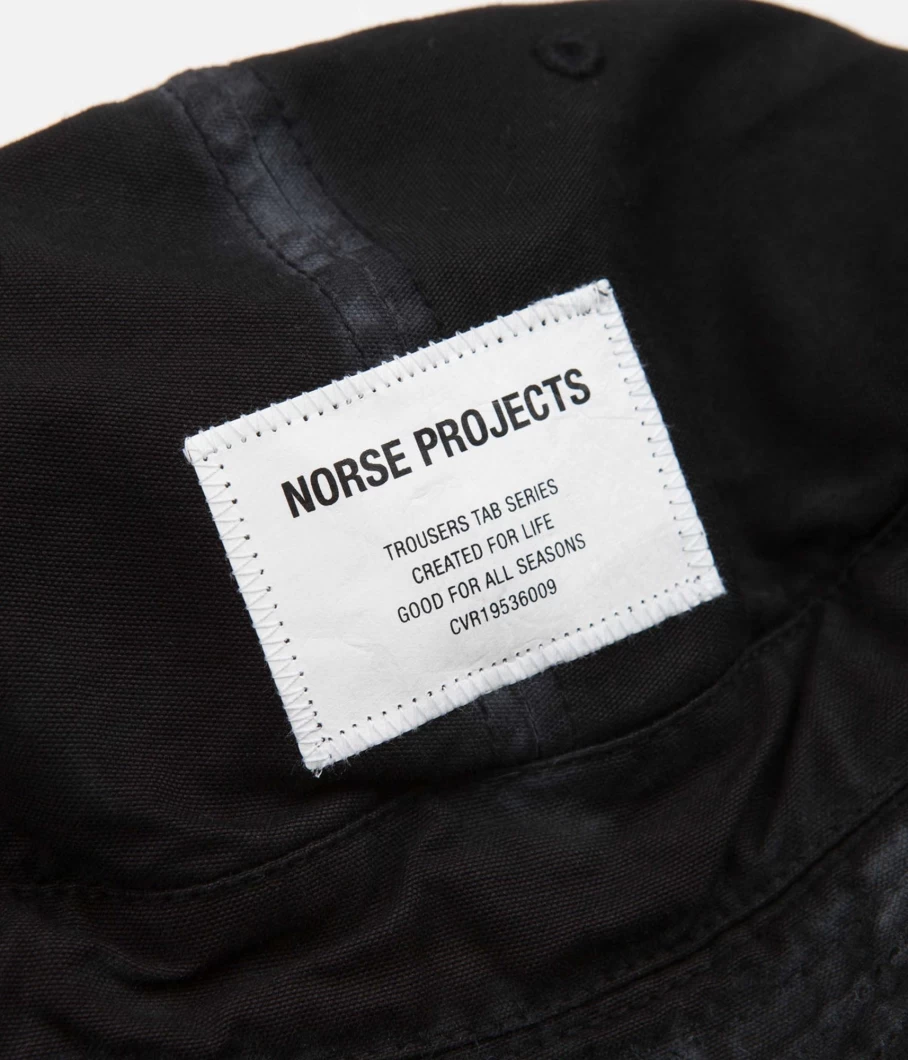 NORSE PROJECTS
TROUSERS TAB SERIES
CREATED FOR LIFE
GOOD FOR ALL SEASONS
CVR19536009